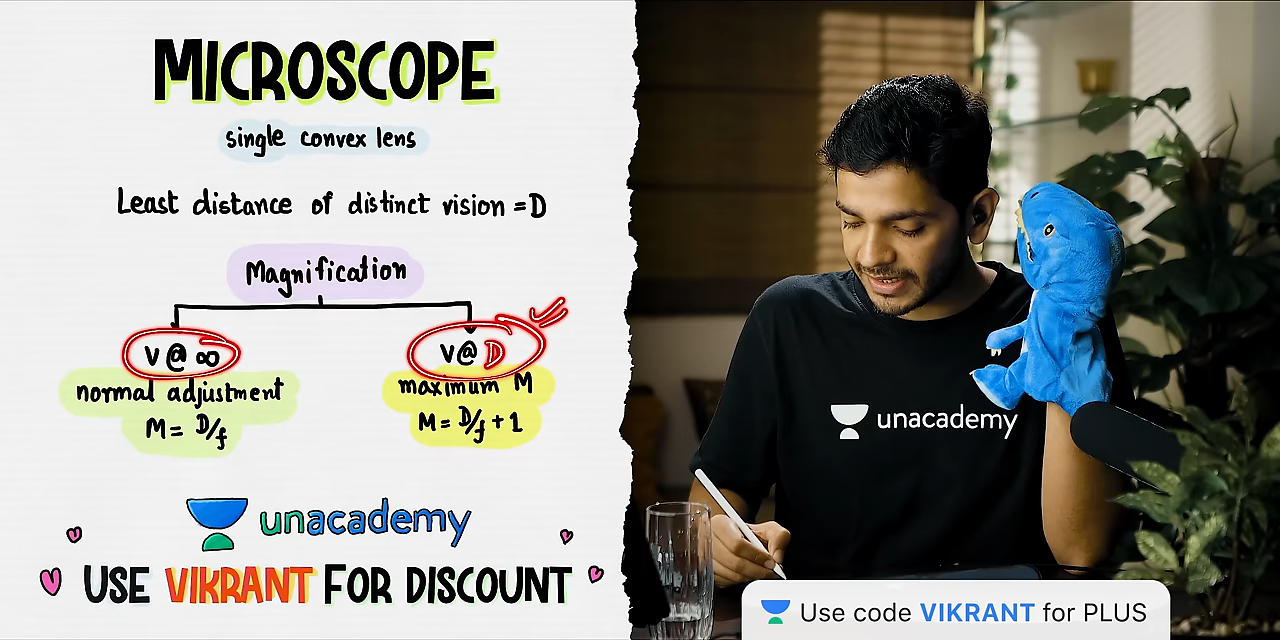 MICROSCOPE
single convex lens
Least distance of distinct vision = D
Magnification
v@∞
normal adjustment
M = D/f
v@ D
maximum M
M = D/f + 1
unacademy
USE VIKRANT FOR DISCOUNT
unacademy
Use code VIKRANT for PLUS